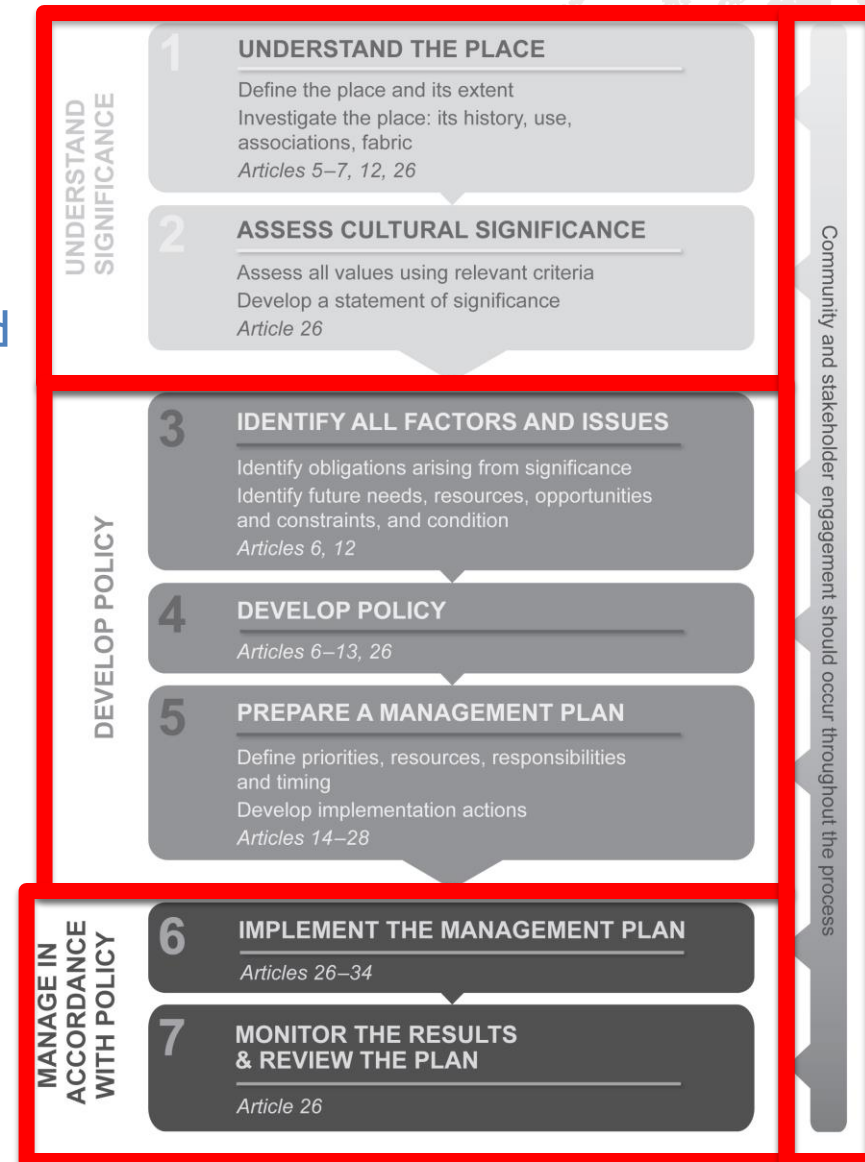 UNDERSTAND
SIGNIFICANCE
1
UNDERSTAND THE PLACE
Define the place and its extent
Investigate the place: its history, use,
associations, fabric
Articles 5–7, 12, 26
2
ASSESS CULTURAL SIGNIFICANCE
Assess all values using relevant criteria
Develop a statement of significance
Article 26
DEVELOP POLICY
3
IDENTIFY ALL FACTORS AND ISSUES
Identify obligations arising from significance
Identify future needs, resources, opportunities
and constraints, and condition
Articles 6, 12
4
DEVELOP POLICY
Articles 6–13, 26
5
PREPARE A MANAGEMENT PLAN
Define priorities, resources, responsibilities
and timing
Develop implementation actions
Articles 14–28
MANAGE IN
ACCORDANCE
WITH POLICY
6
IMPLEMENT THE MANAGEMENT PLAN
Articles 26–34
7
MONITOR THE RESULTS
& REVIEW THE PLAN
Article 26
Community and stakeholder engagement should occur throughout the process